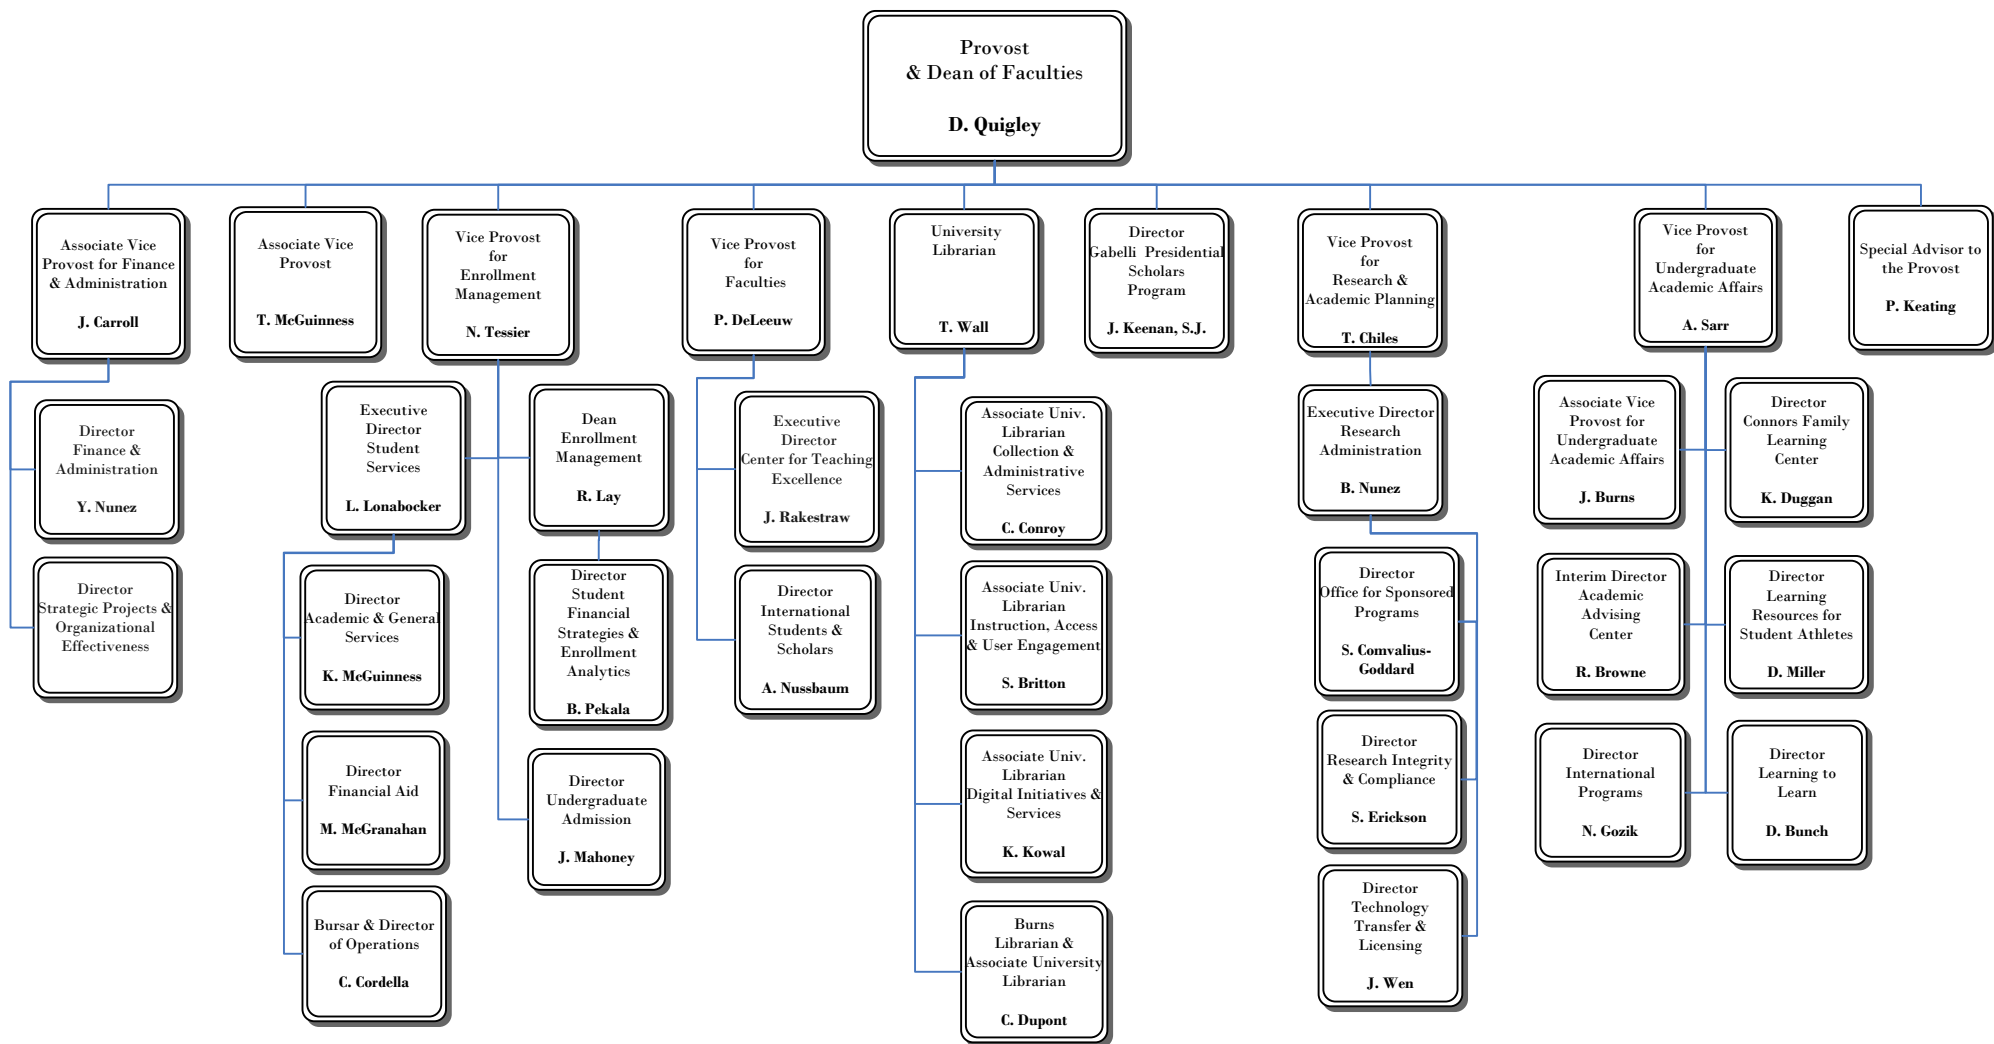 Provost
& Dean of Faculties
D. Quigley
Associate Vice
Provost for Finance
& Administration
J. Carroll
Associate Vice
Provost
T. McGuinness
Vice Provost
for
Enrollment
Management
N. Tessier
Vice Provost
for
Faculties
P. DeLeeuw
University
Librarian
T. Wall
Director
Gabelli Presidential
Scholars
Program
J. Keenan, S.J.
Vice Provost
for
Research &
Academic Planning
T. Chiles
Vice Provost
for
Undergraduate
Academic Affairs
A. Sarr
Special Advisor to
the Provost
P. Keating
Director
Finance &
Administration
Y. Nunez
Director
Strategic Projects &
Organizational
Effectiveness
Executive
Director
Student
Services
L. Lonabocker
Director
Academic & General
Services
K. McGuinness
Director
Financial Aid
M. McGranahan
Bursar & Director
of Operations
C. Cordella
Dean
Enrollment
Management
R. Lay
Director
Student
Financial
Strategies &
Enrollment
Analytics
B. Pekala
Director
Undergraduate
Admission
J. Mahoney
Executive
Director
Center for Teaching
Excellence
J. Rakestraw
Director
International
Students &
Scholars
A. Nussbaum
Associate Univ.
Librarian
Collection &
Administrative
Services
C. Conroy
Associate Univ.
Librarian
Instruction, Access
& User Engagement
S. Britton
Associate Univ.
Librarian
Digital Initiatives &
Services
K. Kowal
Burns
Librarian &
Associate University
Librarian
C. Dupont
Executive Director
Research
Administration
B. Nunez
Director
Office for Sponsored
Programs
S. Comvalius-
Goddard
Director
Research Integrity
& Compliance
S. Erickson
Director
Technology
Transfer &
Licensing
J. Wen
Associate Vice
Provost for
Undergraduate
Academic Affairs
J. Burns
Director
Connors Family
Learning
Center
K. Duggan
Interim Director
Academic
Advising
Center
R. Browne
Director
Learning
Resources for
Student Athletes
D. Miller
Director
International
Programs
N. Gozik
Director
Learning to
Learn
D. Bunch